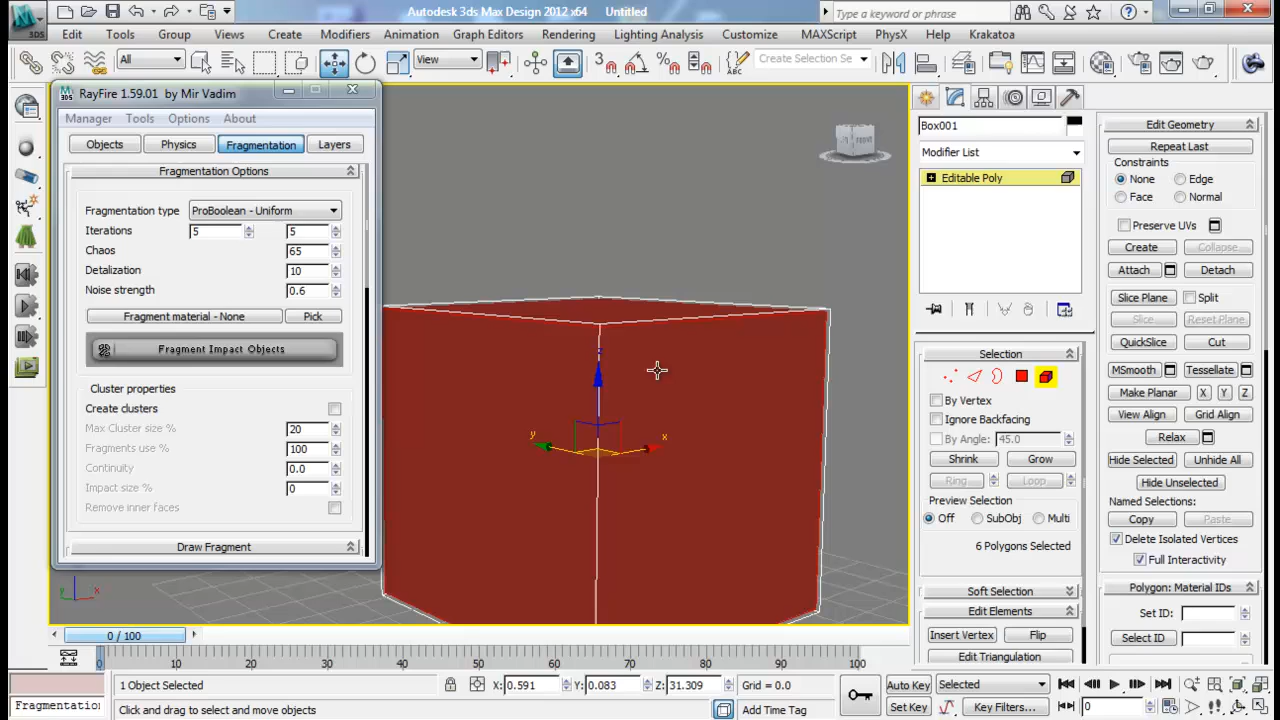 Autodesk 3ds Max Design 2012 x64 Untitled
Type a keyword or phrase
3DS
Edit Tools Group Views Create Modifiers Animation Graph Editors Rendering Lighting Analysis Customize MAXScript PhysX Help Krakatoa
All View 3 Create Selection Se
RayFire 1.59.01 by Mir Vadim
Manager Tools Options About
Objects Physics Fragmentation Layers
Fragmentation Options
Fragmentation type ProBoolean - Uniform
Iterations 5 5
Chaos 65
Detalization 10
Noise strength 0.6
Fragment material - None Pick
Fragment Impact Objects
Cluster properties
Create clusters
Max Cluster size % 20
Fragments use % 100
Continuity 0.0
Impact size % 0
Remove inner faces
Draw Fragment
FRONT
z
y x
y x
Box001
Modifier List
Editable Poly
Selection
By Vertex
Ignore Backfacing
By Angle: 45.0
Shrink Grow
Ring Loop
Preview Selection
Off SubObj Multi
6 Polygons Selected
Soft Selection
Edit Elements
Insert Vertex Flip
Edit Triangulation
Edit Geometry
Repeat Last
Constraints
None Edge
Face Normal
Preserve UVs
Create Collapse
Attach Detach
Slice Plane Split
Slice Reset Plane
QuickSlice Cut
MSmooth Tessellate
Make Planar X Y Z
View Align Grid Align
Relax
Hide Selected Unhide All
Hide Unselected
Named Selections:
Copy Paste
Delete Isolated Vertices
Full Interactivity
Polygon: Material IDs
Set ID:
Select ID
0 / 100
0 10 20 30 40 50 60 70 80 90 100
1 Object Selected X: 0.591 Y: 0.083 Z: 31.309 Grid = 0.0 Auto Key Selected
Fragmentation Click and drag to select and move objects Add Time Tag Set Key Key Filters... 0